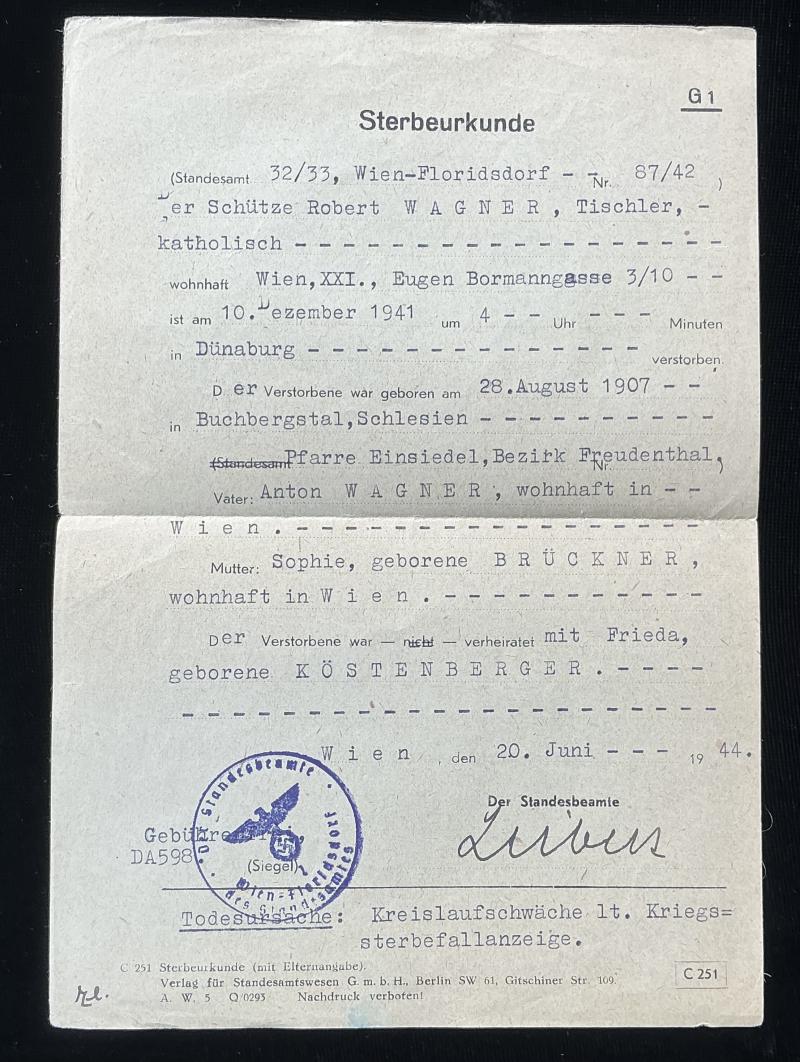 G 1
Sterbeurkunde
(Standesamt 32/33, Wien-Floridsdorf - - Nr. 87/42 )
Der Schütze Robert W A G N E R , Tischler, -
katholisch - - - - - - - - - - - - - - - - - -
wohnhaft Wien, XXI., Eugen Bormanngasse 3/10 - -
ist am 10. Dezember 1941 um 4 - - Uhr - - - Minuten
in Dünaburg - - - - - - - - - - - - - - verstorben.
Der Verstorbene war geboren am 28. August 1907 - -
in Buchbergstal, Schlesien - - - - - - - - - -
(Standesamt Pfarre Einsiedel, Bezirk Freudenthal, Nr. )
Vater: Anton W A G N E R , wohnhaft in - -
W i e n . - - - - - - - - - - - - - - - - - -
Mutter: Sophie, geborene B R Ü C K N E R ,
wohnhaft in W i e n . - - - - - - - - - - - -
Der Verstorbene war — nicht — verheiratet mit Frieda,
geborene K Ö S T E N B E R G E R . - - - -
- - - - - - - - - - - - - - - - - - - - - -
W i e n , den 20. Juni - - - 19 44.
Der Standesbeamte
Gebühren
DA598
(Siegel)
Der Standesbeamte
des Standesamtes
Wien=Floridsdorf
Todesursache: Kreislaufschwäche lt. Kriegs=
sterbefallanzeige.
C 251 Sterbeurkunde (mit Elternangabe).
Verlag für Standesamtswesen G. m. b. H., Berlin SW 61, Gitschiner Str. 109.
A. W. 5 Q/0293 Nachdruck verboten!
C 251